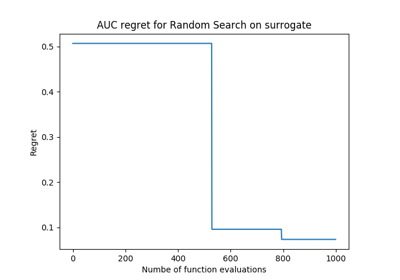 AUC regret for Random Search on surrogate
0.5
0.4
0.3
0.2
0.1
Regret
0 200 400 600 800 1000
Numbe of function evaluations